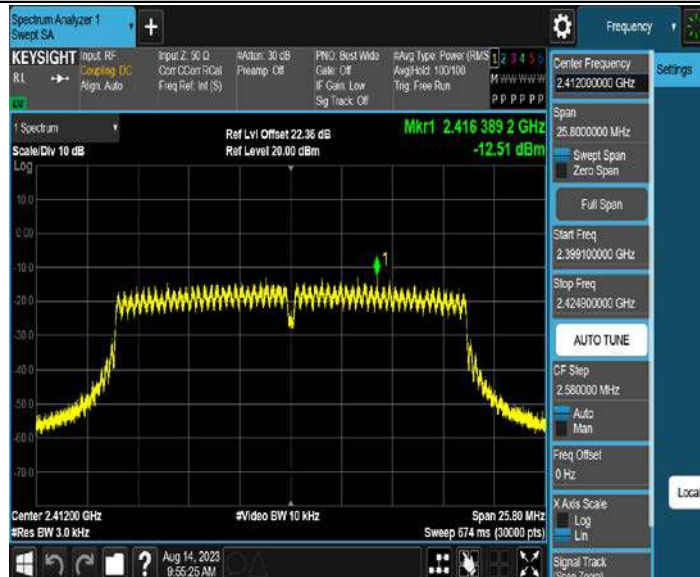 Spectrum Analyzer 1
Swept SA
+
Frequency
KEYSIGHT
RL
Input: RF
Coupling: DC
Align: Auto
Input Z: 50 Ω
Corr CCorr RCal
Freq Ref: Int (S)
#Atten: 30 dB
Preamp: Off
PNO: Best Wide
Gate: Off
IF Gain: Low
Sig Track: Off
#Avg Type: Power (RMS
Avg|Hold: 100/100
Trig: Free Run
1 2 3 4 5 6
M W W W W W
P P P P P P
LXI
1 Spectrum
Scale/Div 10 dB
Ref Lvl Offset 22.36 dB
Ref Level 20.00 dBm
Mkr1 2.416 389 2 GHz
-12.51 dBm
Log
10.0
0.00
-10.0
-20.0
-30.0
-40.0
-50.0
-60.0
-70.0
1
Center 2.41200 GHz
#Res BW 3.0 kHz
#Video BW 10 kHz
Span 25.80 MHz
Sweep 674 ms (30000 pts)
Aug 14, 2023
9:55:25 AM
?
Center Frequency
2.412000000 GHz
Span
25.8000000 MHz
Swept Span
Zero Span
Full Span
Start Freq
2.399100000 GHz
Stop Freq
2.424900000 GHz
AUTO TUNE
CF Step
2.580000 MHz
Auto
Man
Freq Offset
0 Hz
X Axis Scale
Log
Lin
Signal Track
(Span Zoom)
Settings
Local